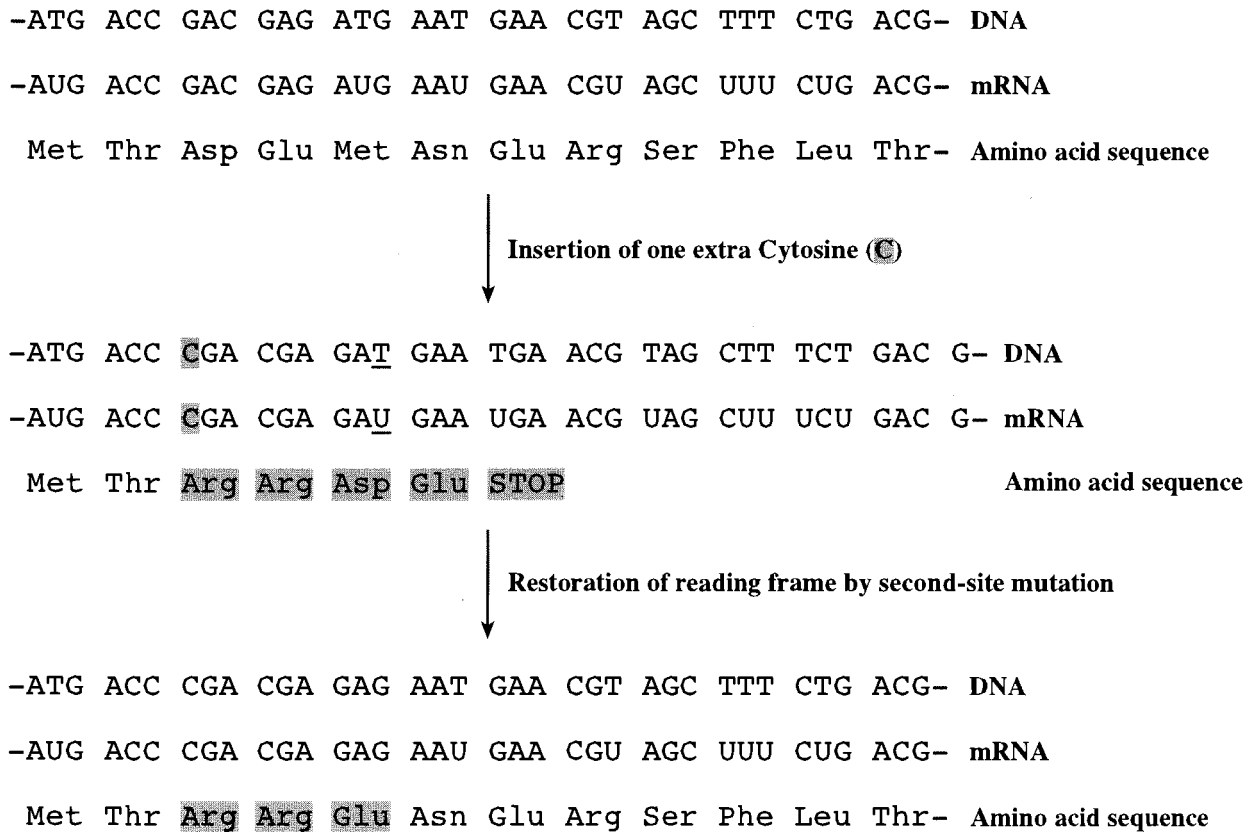 -ATG ACC GAC GAG ATG AAT GAA CGT AGC TTT CTG ACG- DNA
-AUG ACC GAC GAG AUG AAU GAA CGU AGC UUU CUG ACG- mRNA
Met Thr Asp Glu Met Asn Glu Arg Ser Phe Leu Thr- Amino acid sequence
Insertion of one extra Cytosine (C)
-ATG ACC CGA CGA GAT GAA TGA ACG TAG CTT TCT GAC G- DNA
-AUG ACC CGA CGA GAU GAA UGA ACG UAG CUU UCU GAC G- mRNA
Met Thr Arg Arg Asp Glu STOP Amino acid sequence
Restoration of reading frame by second-site mutation
-ATG ACC CGA CGA GAG AAT GAA CGT AGC TTT CTG ACG- DNA
-AUG ACC CGA CGA GAG AAU GAA CGU AGC UUU CUG ACG- mRNA
Met Thr Arg Arg Glu Asn Glu Arg Ser Phe Leu Thr- Amino acid sequence